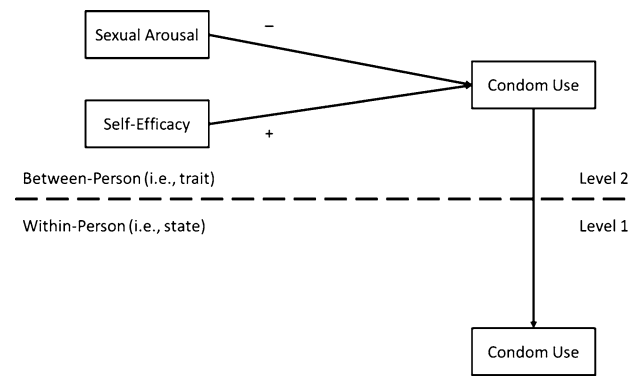 Sexual Arousal
–
Condom Use
Self-Efficacy
+
Between-Person (i.e., trait)
Level 2
Within-Person (i.e., state)
Level 1
Condom Use